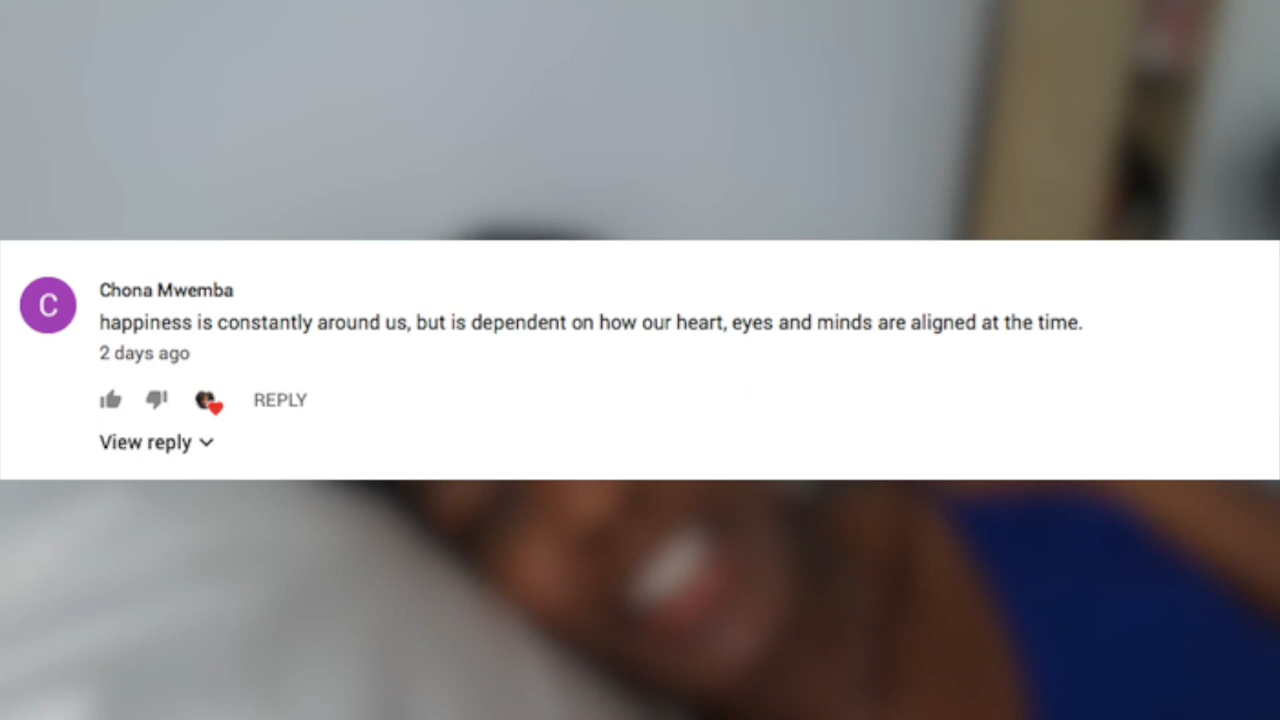 C
Chona Mwemba
happiness is constantly around us, but is dependent on how our heart, eyes and minds are aligned at the time.
2 days ago
REPLY
View reply